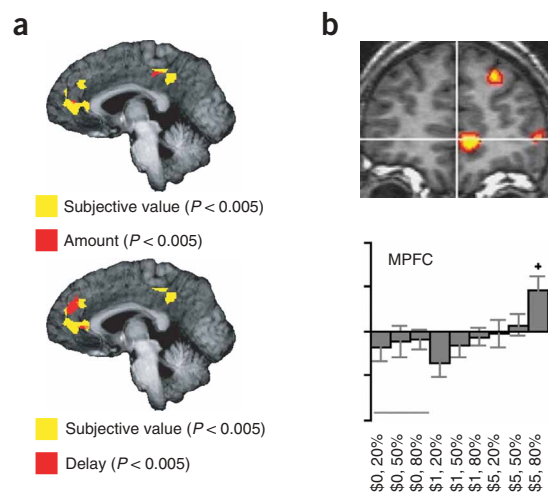 a
Subjective value (P < 0.005)
Amount (P < 0.005)
Subjective value (P < 0.005)
Delay (P < 0.005)
b
MPFC
+
$0, 20%
$0, 50%
$0, 80%
$1, 20%
$1, 50%
$1, 80%
$5, 20%
$5, 50%
$5, 80%